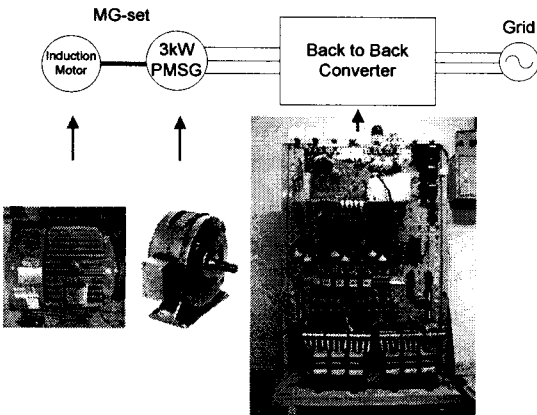 MG-set
Induction
Motor
3kW
PMSG
Back to Back
Converter
Grid